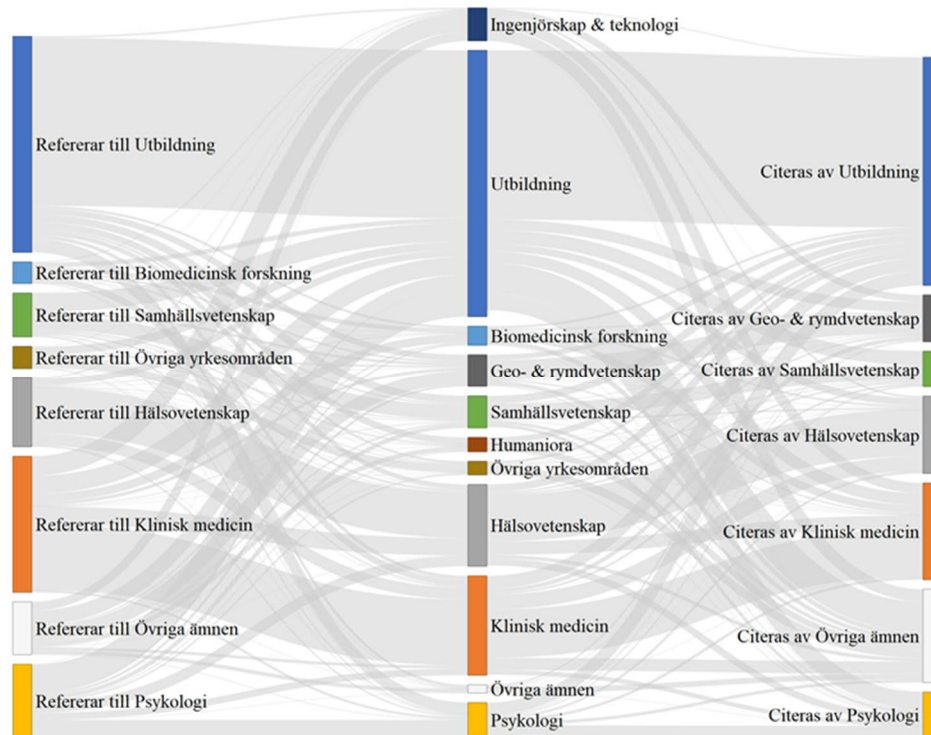 Refererar till Utbildning
Refererar till Biomedicinsk forskning
Refererar till Samhällsvetenskap
Refererar till Övriga yrkesområden
Refererar till Hälsovetenskap
Refererar till Klinisk medicin
Refererar till Övriga ämnen
Refererar till Psykologi
Ingenjörskap & teknologi
Utbildning
Biomedicinsk forskning
Geo- & rymdvetenskap
Samhällsvetenskap
Humaniora
Övriga yrkesområden
Hälsovetenskap
Klinisk medicin
Övriga ämnen
Psykologi
Citeras av Utbildning
Citeras av Geo- & rymdvetenskap
Citeras av Samhällsvetenskap
Citeras av Hälsovetenskap
Citeras av Klinisk medicin
Citeras av Övriga ämnen
Citeras av Psykologi